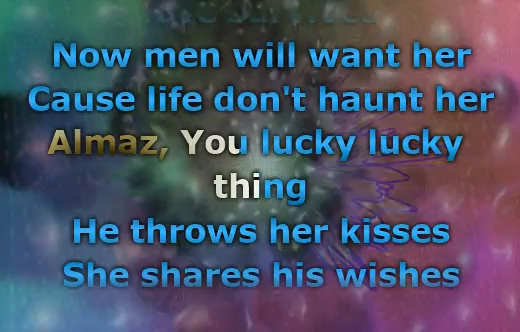 Now men will want her
Cause life don't haunt her
Almaz, You lucky lucky
thing
He throws her kisses
She shares his wishes